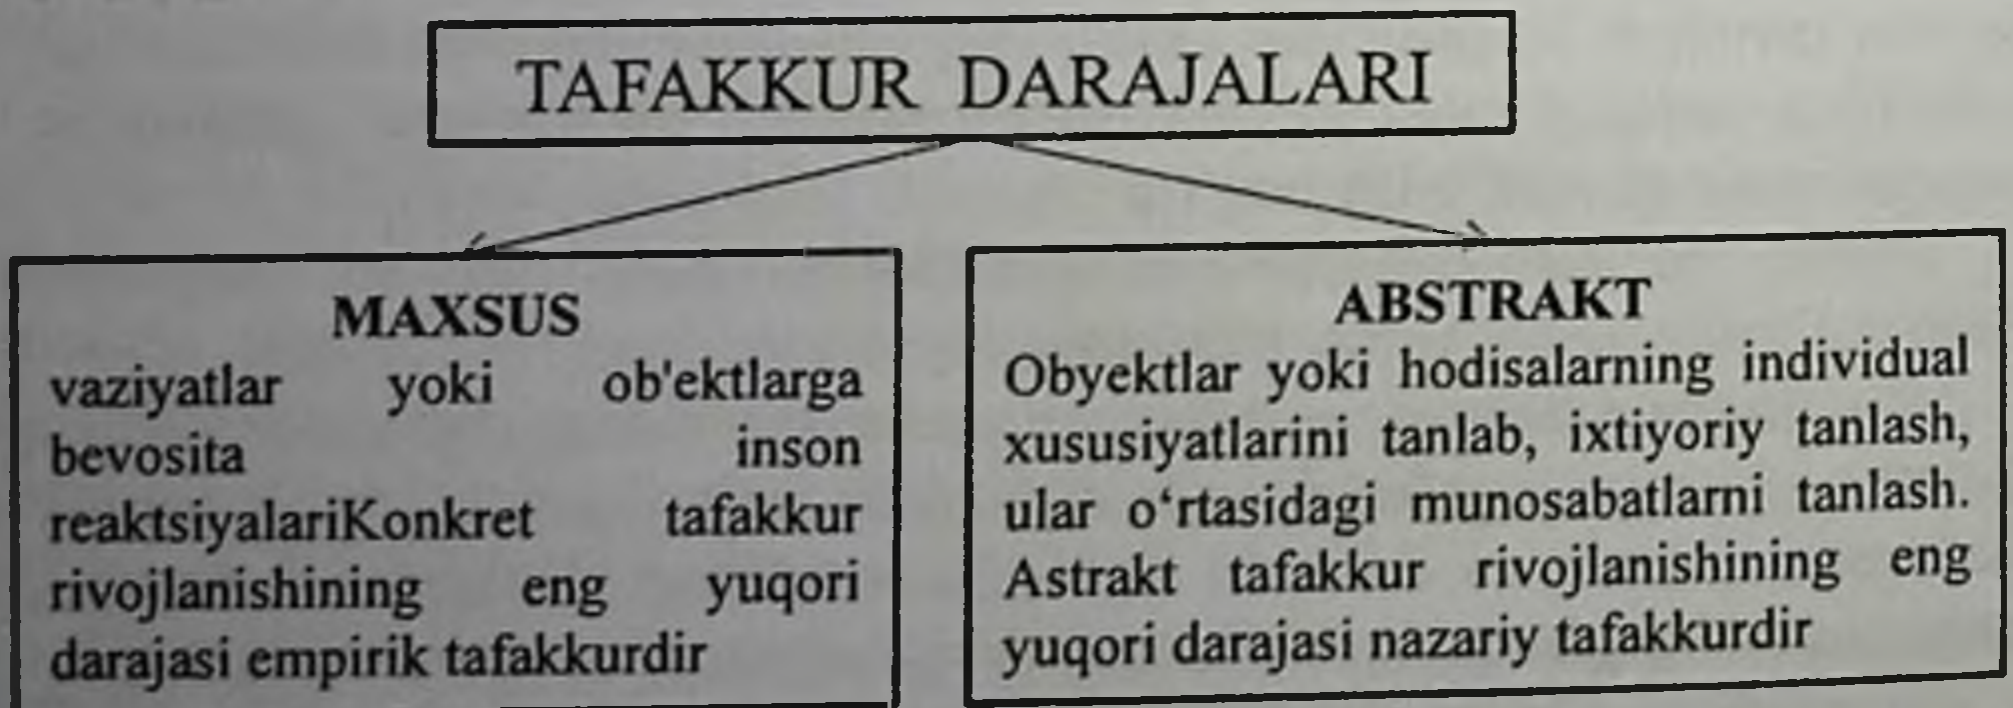 TAFAKKUR DARAJALARI
MAXSUS
vaziyatlar yoki ob'ektlarga
bevosita inson
reaktsiyalariKonkret tafakkur
rivojlanishining eng yuqori
darajasi empirik tafakkurdir
ABSTRAKT
Obyektlar yoki hodisalarning individual
xususiyatlarini tanlab, ixtiyoriy tanlash,
ular o‘rtasidagi munosabatlarni tanlash.
Astrakt tafakkur rivojlanishining eng
yuqori darajasi nazariy tafakkurdir